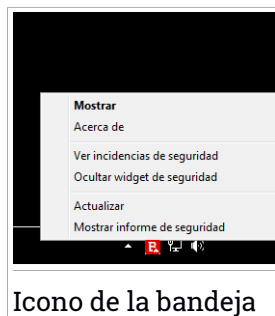 Mostrar
Acerca de
Ver incidencias de seguridad
Ocultar widget de seguridad
Actualizar
Mostrar informe de seguridad
B
Icono de la bandeja